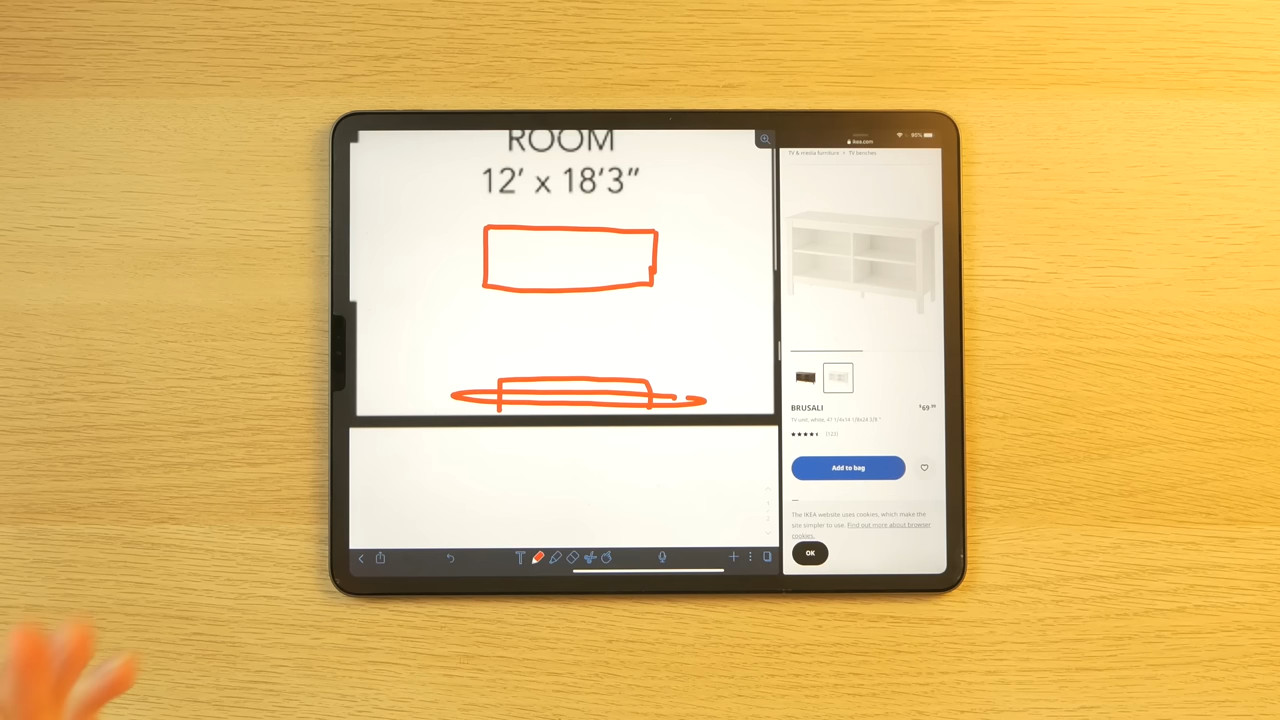 ROOM
12' x 18'3"
95%
ikea.com
TV & media furniture > TV benches
BRUSALI
$69.99
TV unit, white, 47 1/4x14 1/8x24 3/8 "
(123)
Add to bag
The IKEA website uses cookies, which make the
site simpler to use. Find out more about browser
cookies.
OK
T